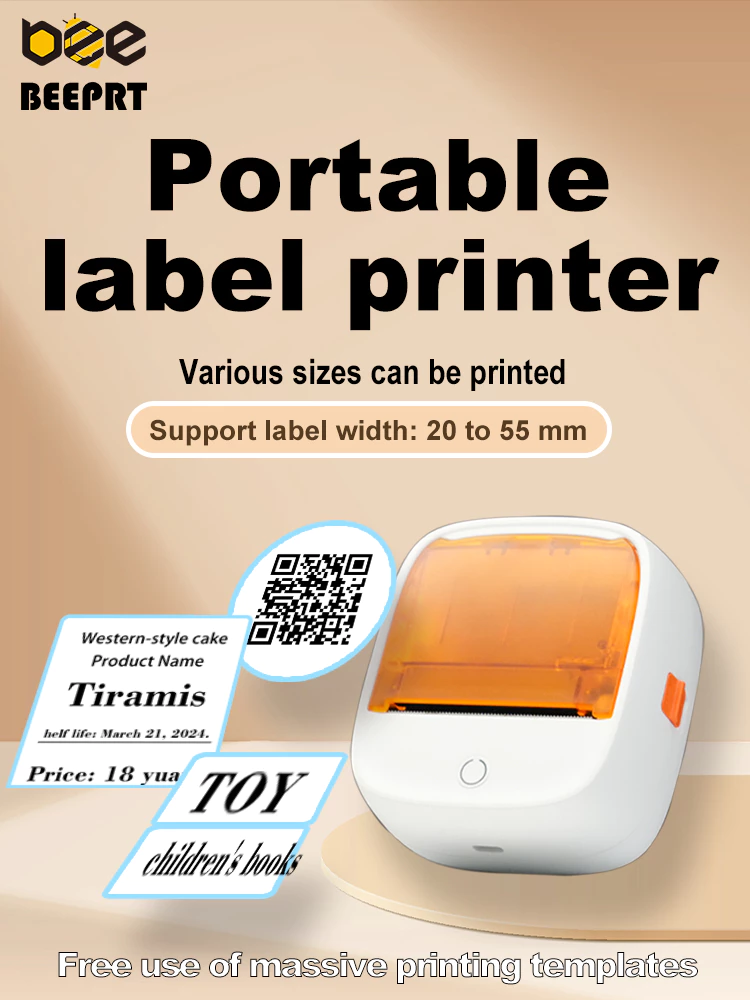 bee
BEEPRT
Portable
label printer
Various sizes can be printed
Support label width: 20 to 55 mm
Western-style cake
Product Name
Tiramis
helf life: March 21, 2024.
Price: 18 yua
TOY
children's books
Free use of massive printing templates